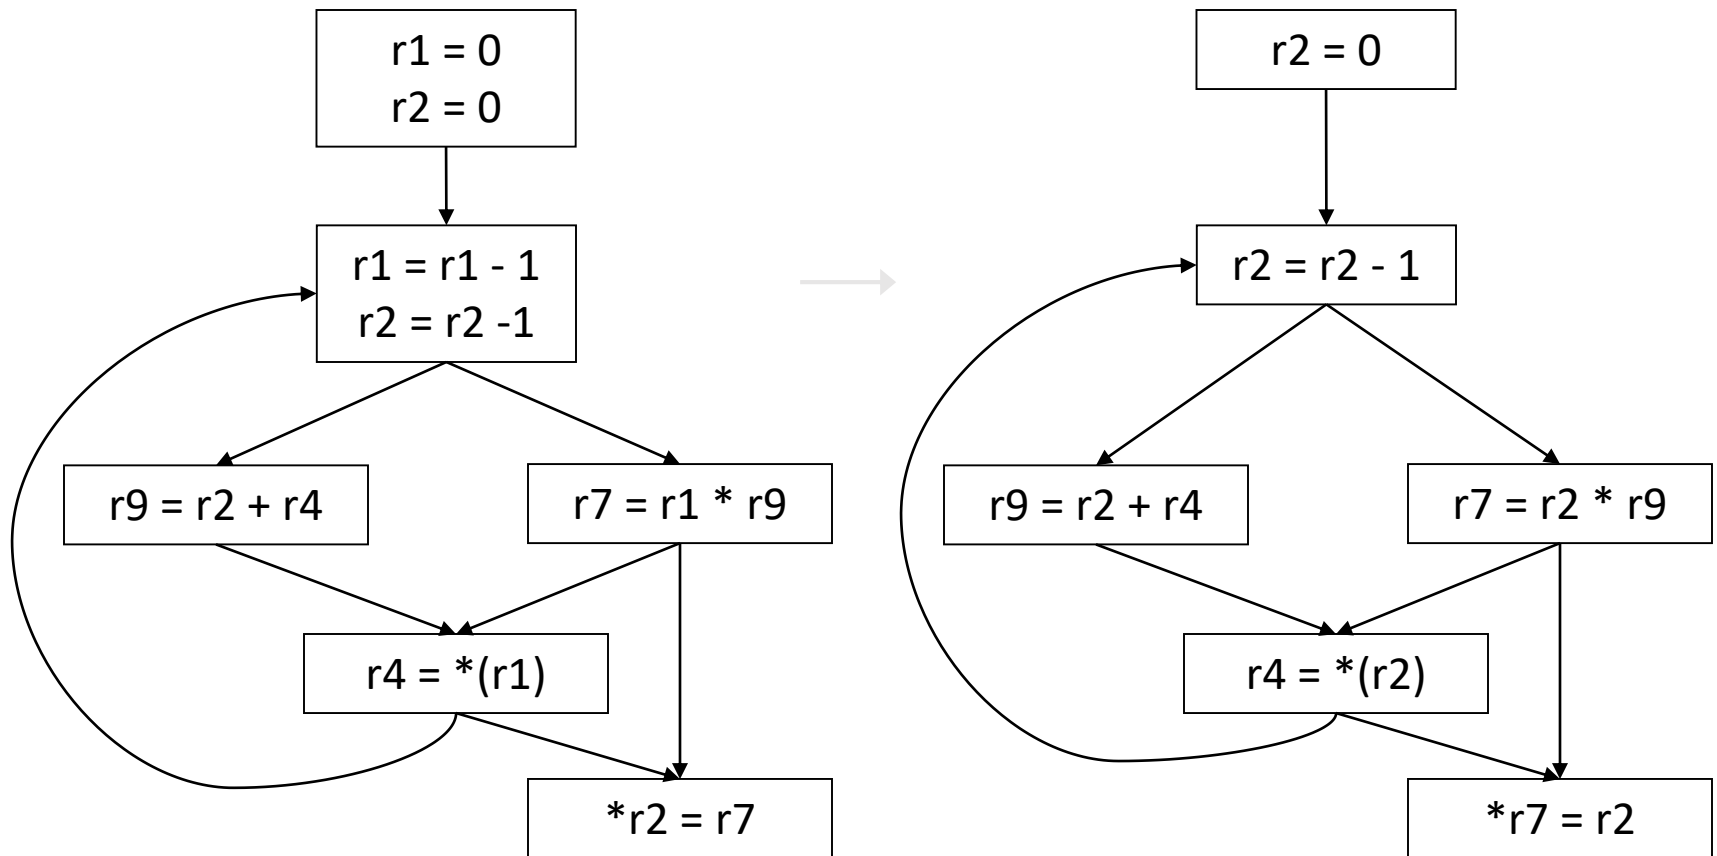 r1 = 0
r2 = 0
r1 = r1 - 1
r2 = r2 -1
r9 = r2 + r4
r7 = r1 * r9
r4 = *(r1)
*r2 = r7
r2 = 0
r2 = r2 - 1
r9 = r2 + r4
r7 = r2 * r9
r4 = *(r2)
*r7 = r2